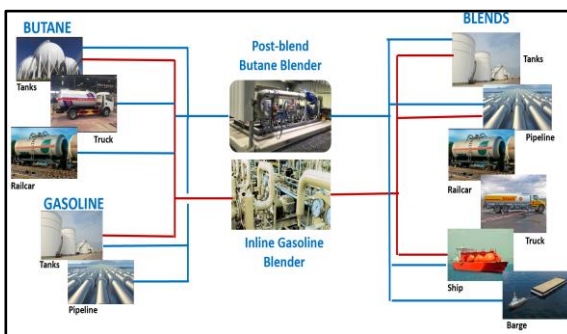 BUTANE
Tanks
Truck
Railcar
GASOLINE
Tanks
Pipeline
Post-blend
Butane Blender
Inline Gasoline
Blender
BLENDS
Tanks
Pipeline
Railcar
Truck
Ship
Barge